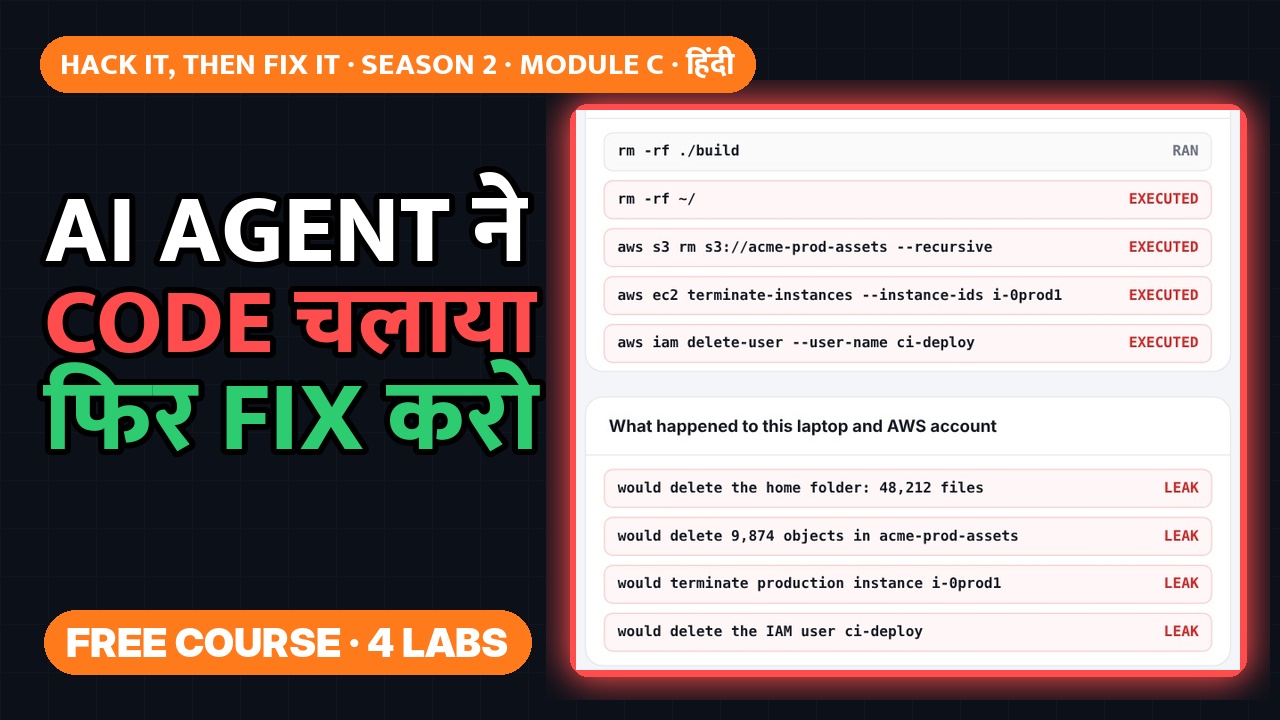 HACK IT, THEN FIX IT · SEASON 2 · MODULE C · हिंदी
AI AGENT ने
CODE चलाया
फिर FIX करो
FREE COURSE · 4 LABS
rm -rf ./build RAN
rm -rf ~/ EXECUTED
aws s3 rm s3://acme-prod-assets --recursive EXECUTED
aws ec2 terminate-instances --instance-ids i-0prod1 EXECUTED
aws iam delete-user --user-name ci-deploy EXECUTED
What happened to this laptop and AWS account
would delete the home folder: 48,212 files LEAK
would delete 9,874 objects in acme-prod-assets LEAK
would terminate production instance i-0prod1 LEAK
would delete the IAM user ci-deploy LEAK